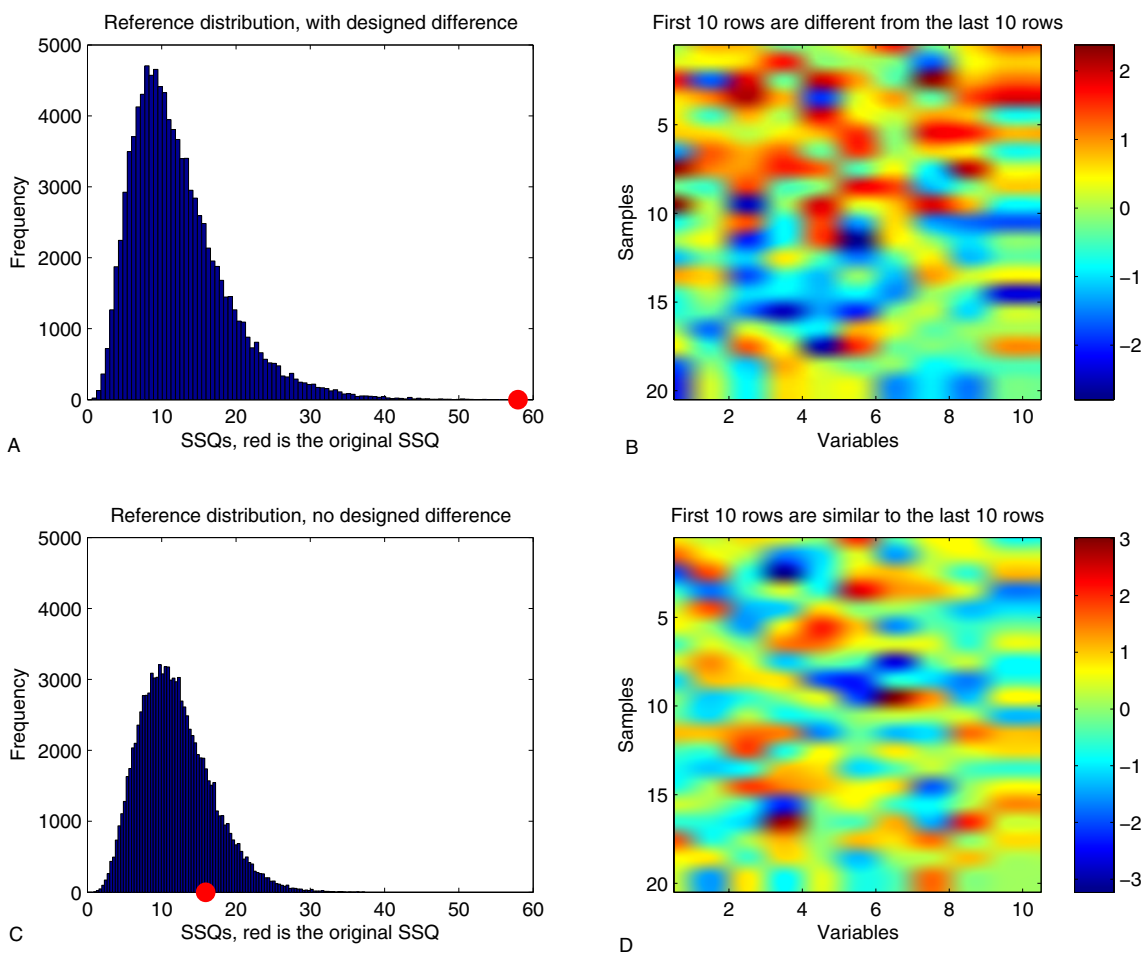 Reference distribution, with designed difference
5000
4000
3000
2000
1000
0
Frequency
0 10 20 30 40 50 60
SSQs, red is the original SSQ
A
First 10 rows are different from the last 10 rows
5
10
15
20
Samples
2 4 6 8 10
Variables
2
1
0
−1
−2
B
Reference distribution, no designed difference
5000
4000
3000
2000
1000
0
Frequency
0 10 20 30 40 50 60
SSQs, red is the original SSQ
C
First 10 rows are similar to the last 10 rows
5
10
15
20
Samples
2 4 6 8 10
Variables
3
2
1
0
−1
−2
−3
D